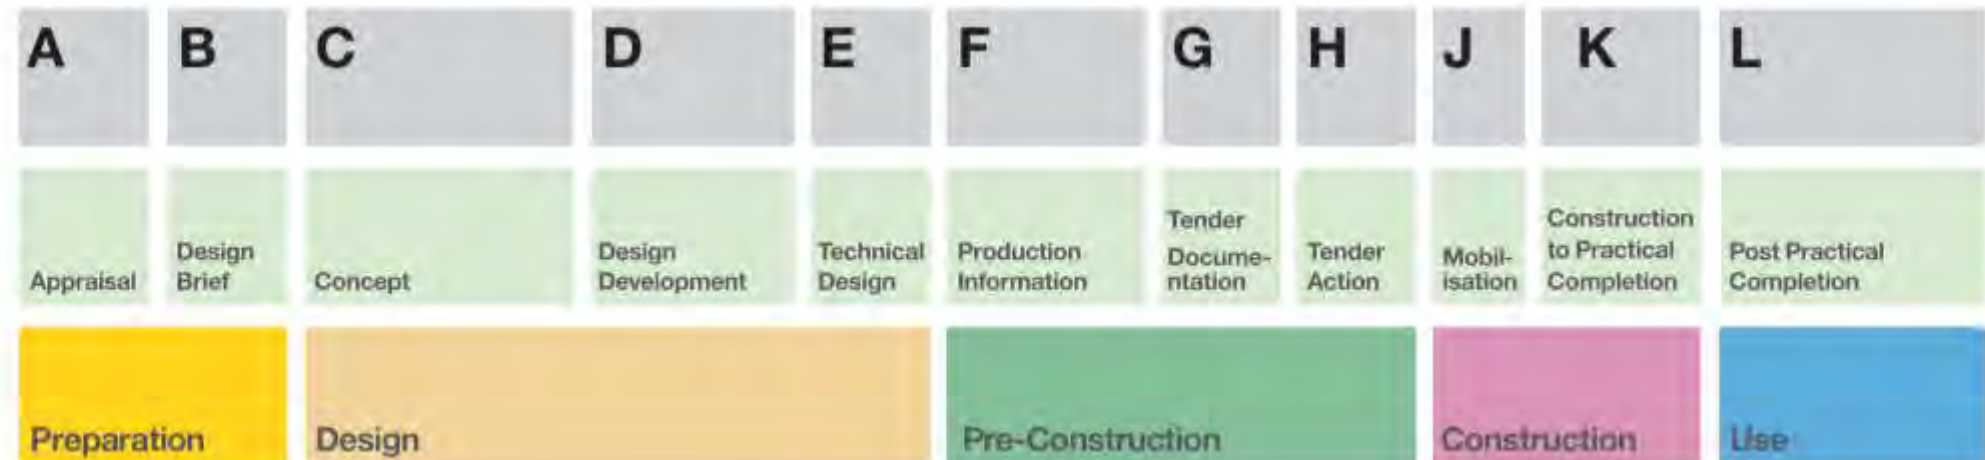 A B C D E F G H J K L
Appraisal
Design
Brief
Concept
Design
Development
Technical
Design
Production
Information
Tender
Docume-
ntation
Tender
Action
Mobil-
isation
Construction
to Practical
Completion
Post Practical
Completion
Preparation
Design
Pre-Construction
Construction
Use